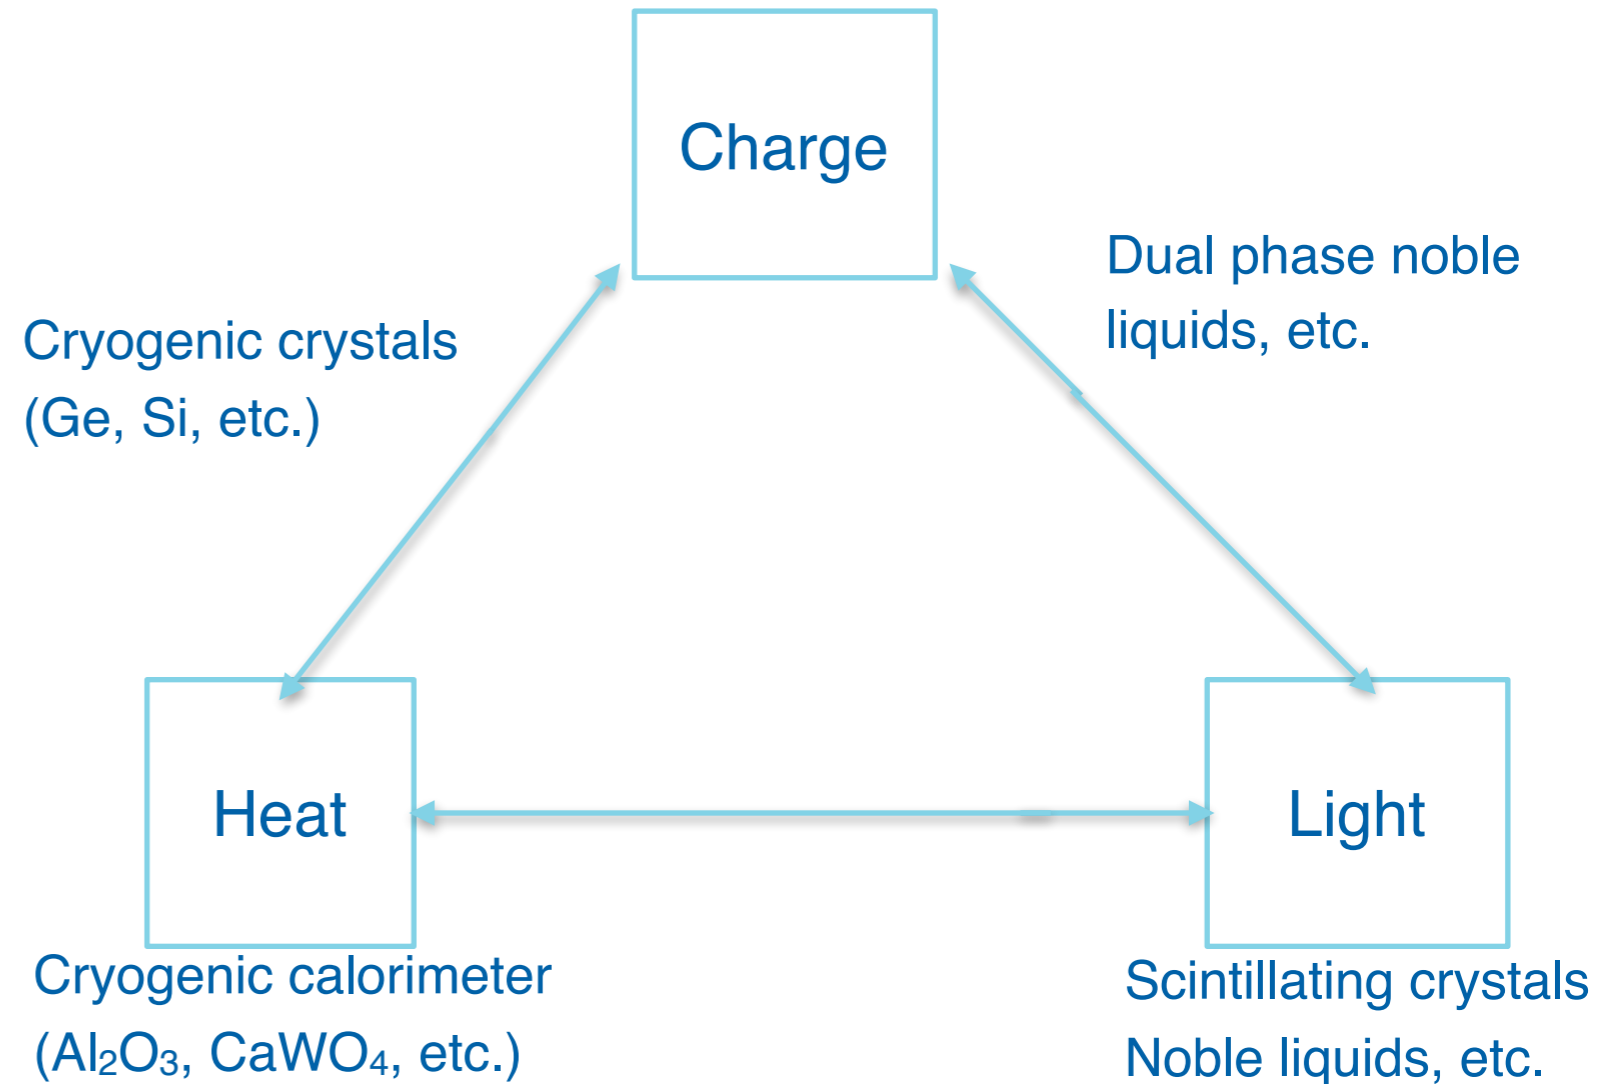 Charge
Dual phase noble
liquids, etc.
Cryogenic crystals
(Ge, Si, etc.)
Heat
Light
Cryogenic calorimeter
(Al₂O₃, CaWO₄, etc.)
Scintillating crystals
Noble liquids, etc.